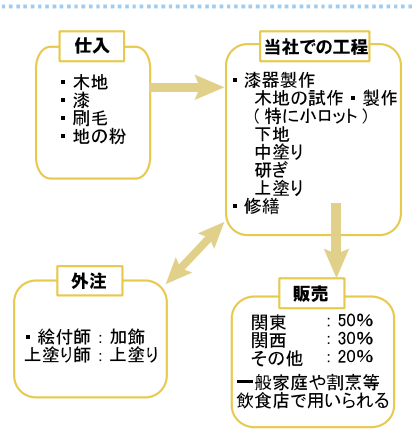 仕入
・木地
・漆
・刷毛
・地の粉
当社での工程
・漆器製作
木地の試作・製作
(特に小ロット)
下地
中塗り
研ぎ
上塗り
・修繕
外注
・絵付師:加飾
上塗り師:上塗り
販売
関東 :50%
関西 :30%
その他 :20%
一般家庭や割烹等
飲食店で用いられる